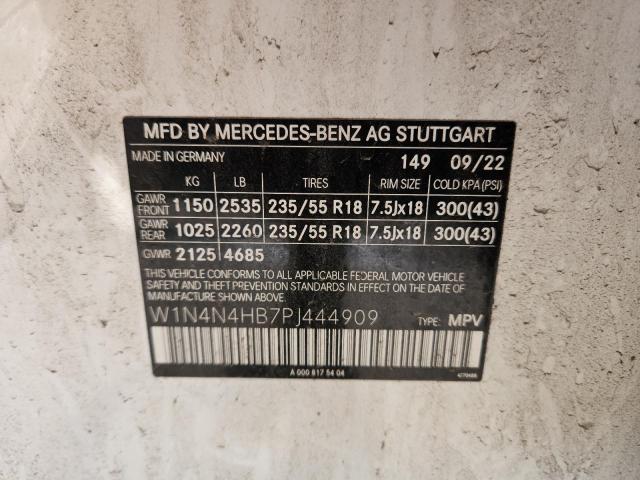 MFD BY MERCEDES-BENZ AG STUTTGART
MADE IN GERMANY 149 09/22
KG LB TIRES RIM SIZE COLD KPA(PSI)
GAWR FRONT 1150 2535 235/55 R18 7.5Jx18 300(43)
GAWR REAR 1025 2260 235/55 R18 7.5Jx18 300(43)
GVWR 2125 4685
THIS VEHICLE CONFORMS TO ALL APPLICABLE FEDERAL MOTOR VEHICLE
SAFETY AND THEFT PREVENTION STANDARDS IN EFFECT ON THE DATE OF
MANUFACTURE SHOWN ABOVE.
W1N4N4HB7PJ444909 TYPE: MPV
A 000 817 54 04